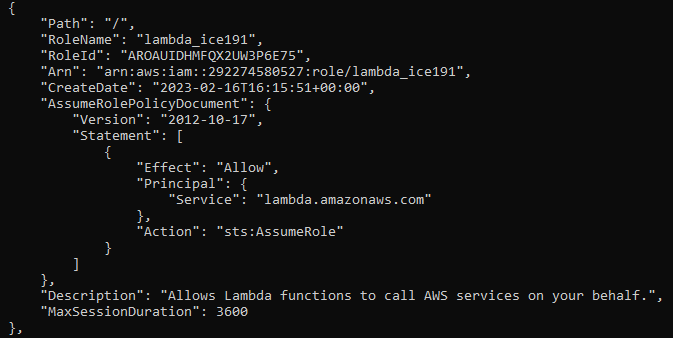 {
    "Path": "/",
    "RoleName": "lambda_ice191",
    "RoleId": "AROAUIDHMFQX2UW3P6E75",
    "Arn": "arn:aws:iam::292274580527:role/lambda_ice191",
    "CreateDate": "2023-02-16T16:15:51+00:00",
    "AssumeRolePolicyDocument": {
        "Version": "2012-10-17",
        "Statement": [
            {
                "Effect": "Allow",
                "Principal": {
                    "Service": "lambda.amazonaws.com"
                },
                "Action": "sts:AssumeRole"
            }
        ]
    },
    "Description": "Allows Lambda functions to call AWS services on your behalf.",
    "MaxSessionDuration": 3600
},